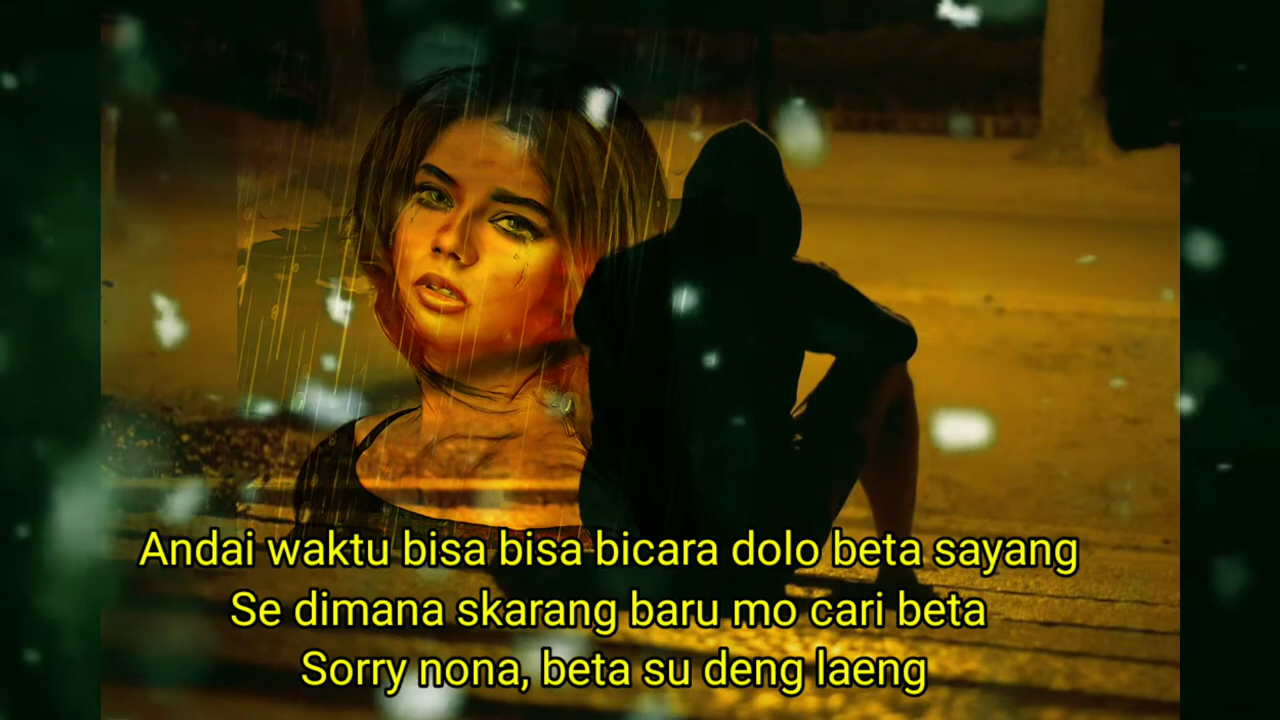 Andai waktu bisa bisa bicara dolo beta sayang
Se dimana skarang baru mo cari beta
Sorry nona, beta su deng laeng